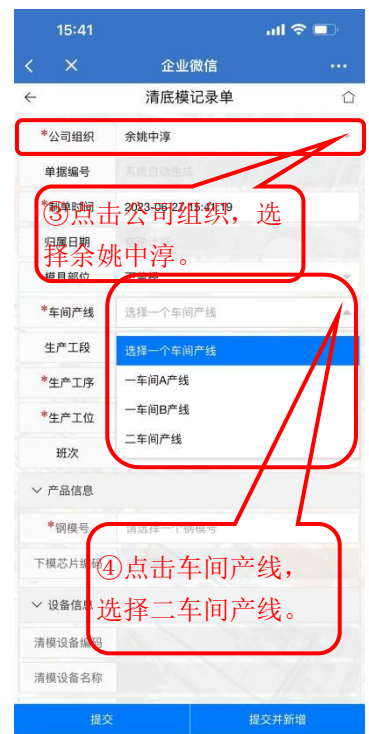 15:41
企业微信
清底模记录单
*公司组织 余姚中淳
单据编号 系统自动生成
*制单时间 2023-06-27 15:41:19
③点击公司组织，选
归属日期
择余姚中淳。
模具部位
*车间产线 选择一个车间产线
生产工段 选择一个车间产线
*生产工序 一车间A产线
*生产工位 一车间B产线
二车间产线
班次
产品信息
*钢模号 请选择一个钢模号
下模芯片编码
④点击车间产线，
设备信息
选择二车间产线。
清模设备编码
清模设备名称
提交 提交并新增